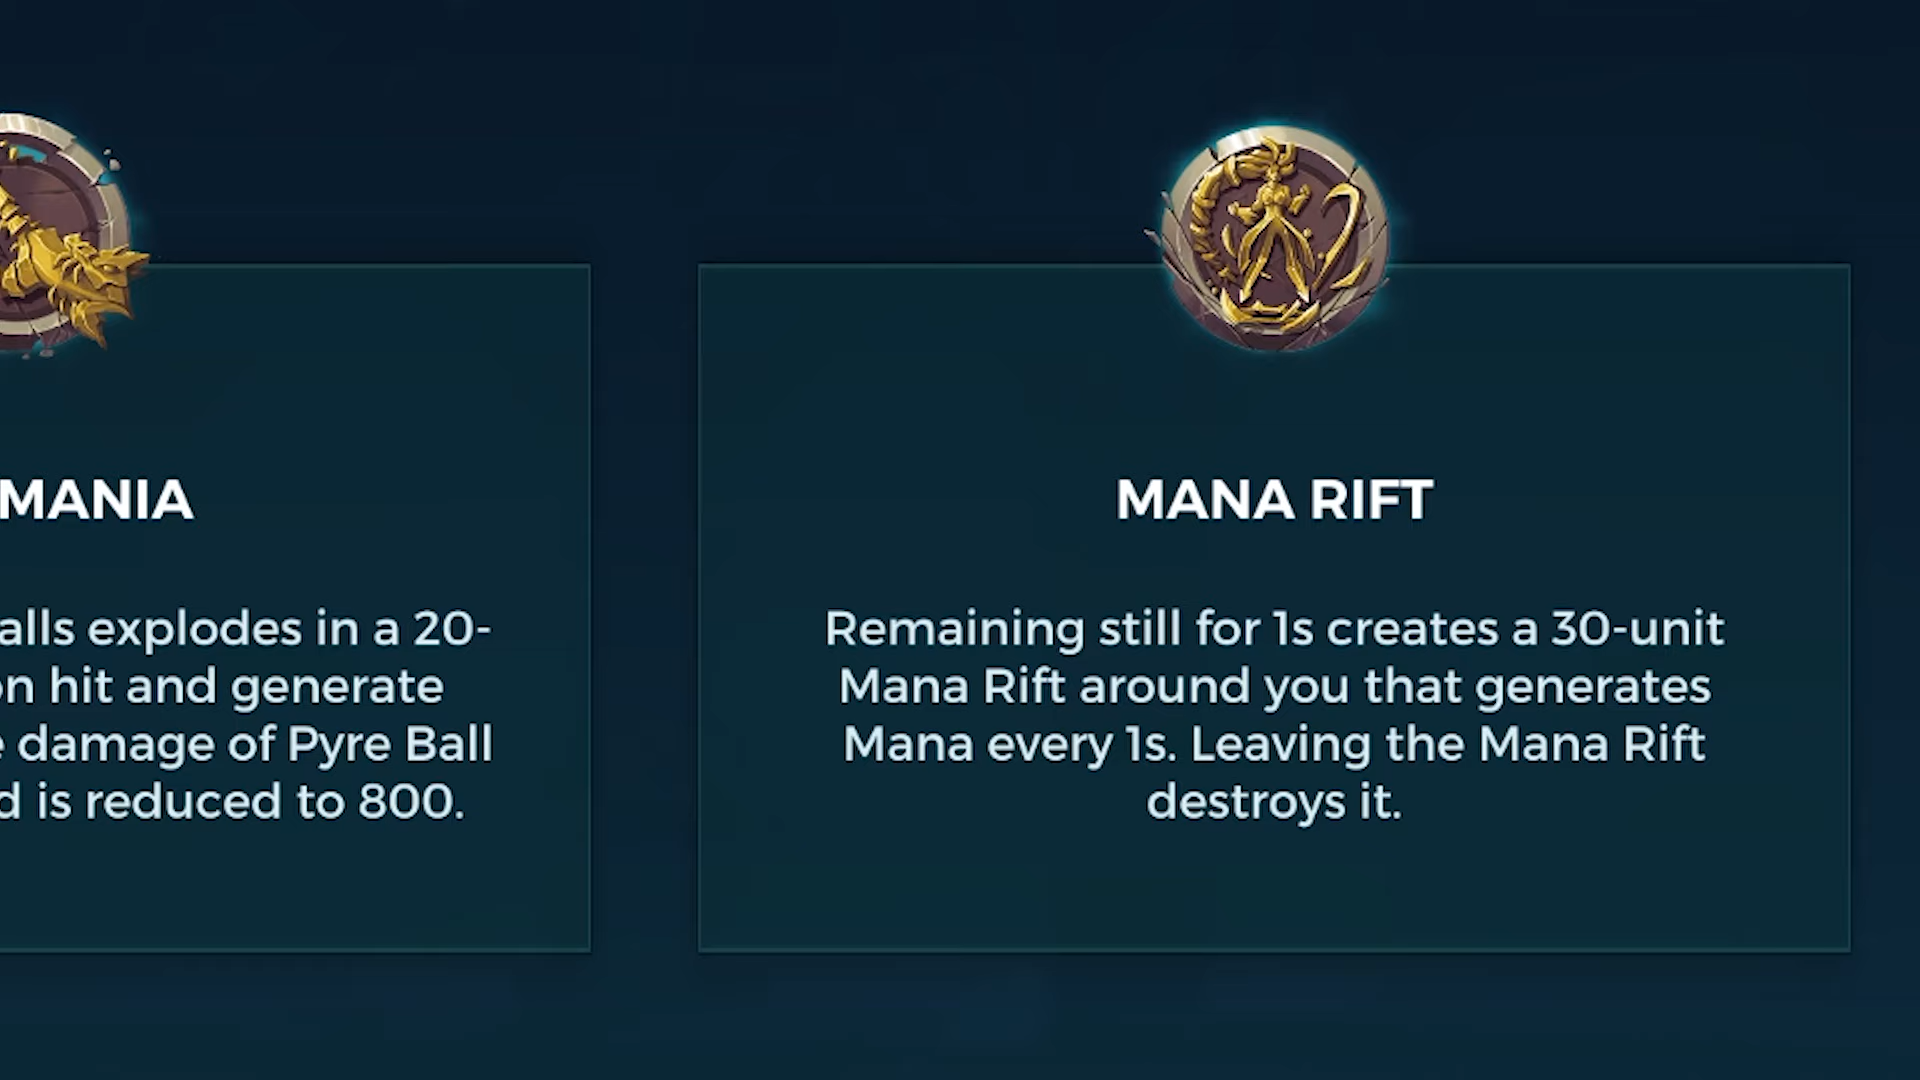 MANIA
explodes in a 20-
hit and generate
damage of Pyre Ball
is reduced to 800.
MANA RIFT
Remaining still for 1s creates a 30-unit
Mana Rift around you that generates
Mana every 1s. Leaving the Mana Rift
destroys it.